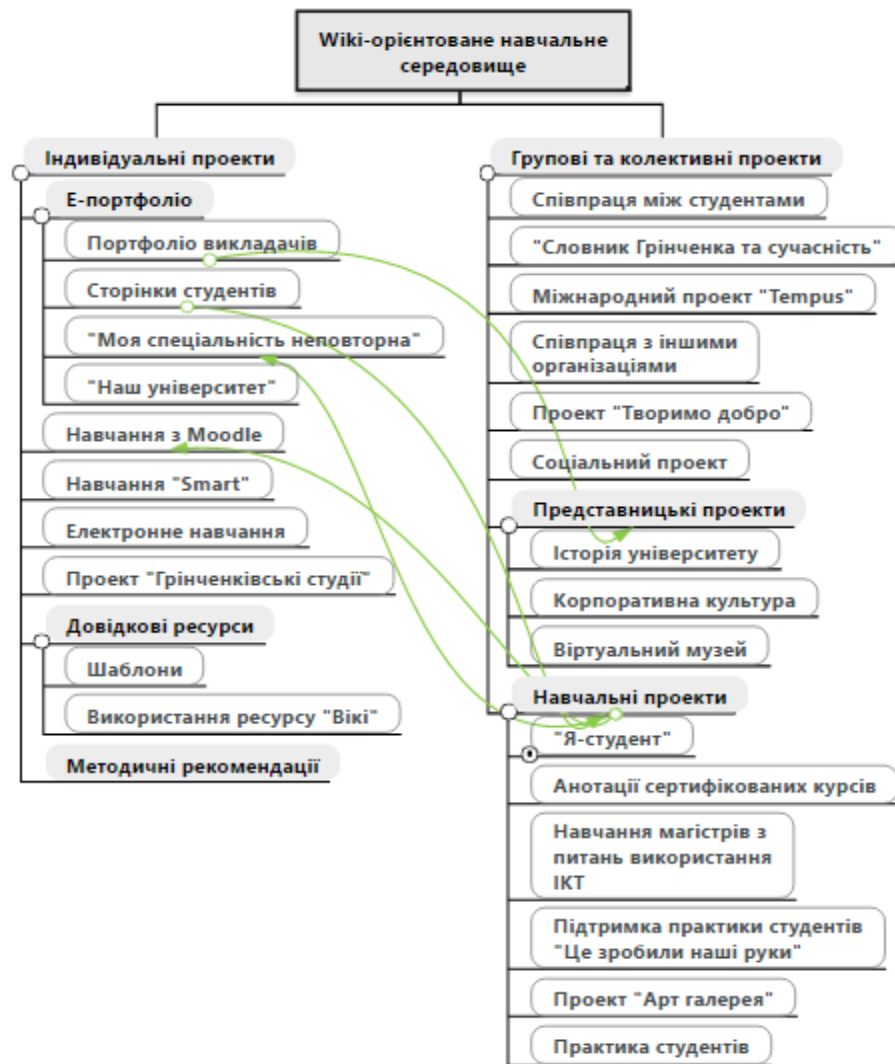 Wiki-орієнтоване навчальне
середовище
Індивідуальні проекти
Е-портфоліо
Портфоліо викладачів
Сторінки студентів
"Моя спеціальність неповторна"
"Наш університет"
Навчання з Moodle
Навчання "Smart"
Електронне навчання
Проект "Грінченківські студії"
Довідкові ресурси
Шаблони
Використання ресурсу "Вікі"
Методичні рекомендації
Групові та колективні проекти
Співпраця між студентами
"Словник Грінченка та сучасність"
Міжнародний проект "Tempus"
Співпраця з іншими
організаціями
Проект "Творимо добро"
Соціальний проект
Представницькі проекти
Історія університету
Корпоративна культура
Віртуальний музей
Навчальні проекти
"Я-студент"
Анотації сертифікованих курсів
Навчання магістрів з
питань використання
ІКТ
Підтримка практики студентів
"Це зробили наші руки"
Проект "Арт галерея"
Практика студентів